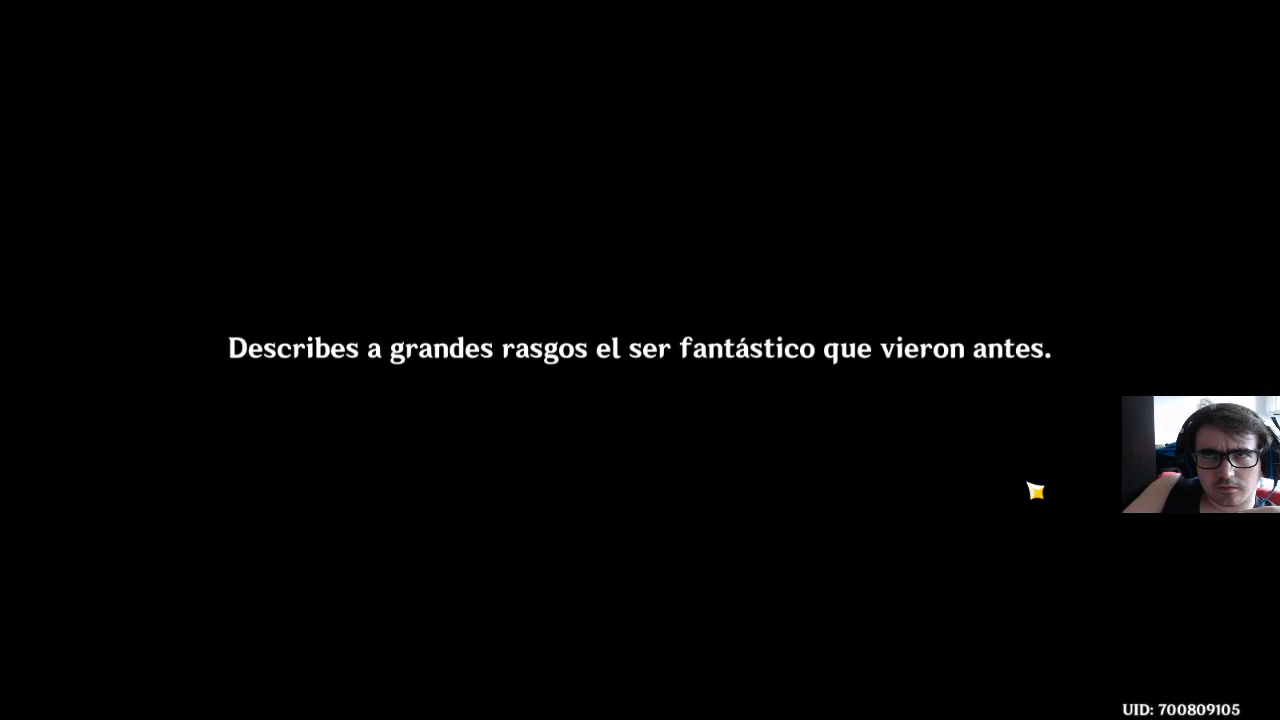 Describes a grandes rasgos el ser fantástico que vieron antes.
UID: 700809105